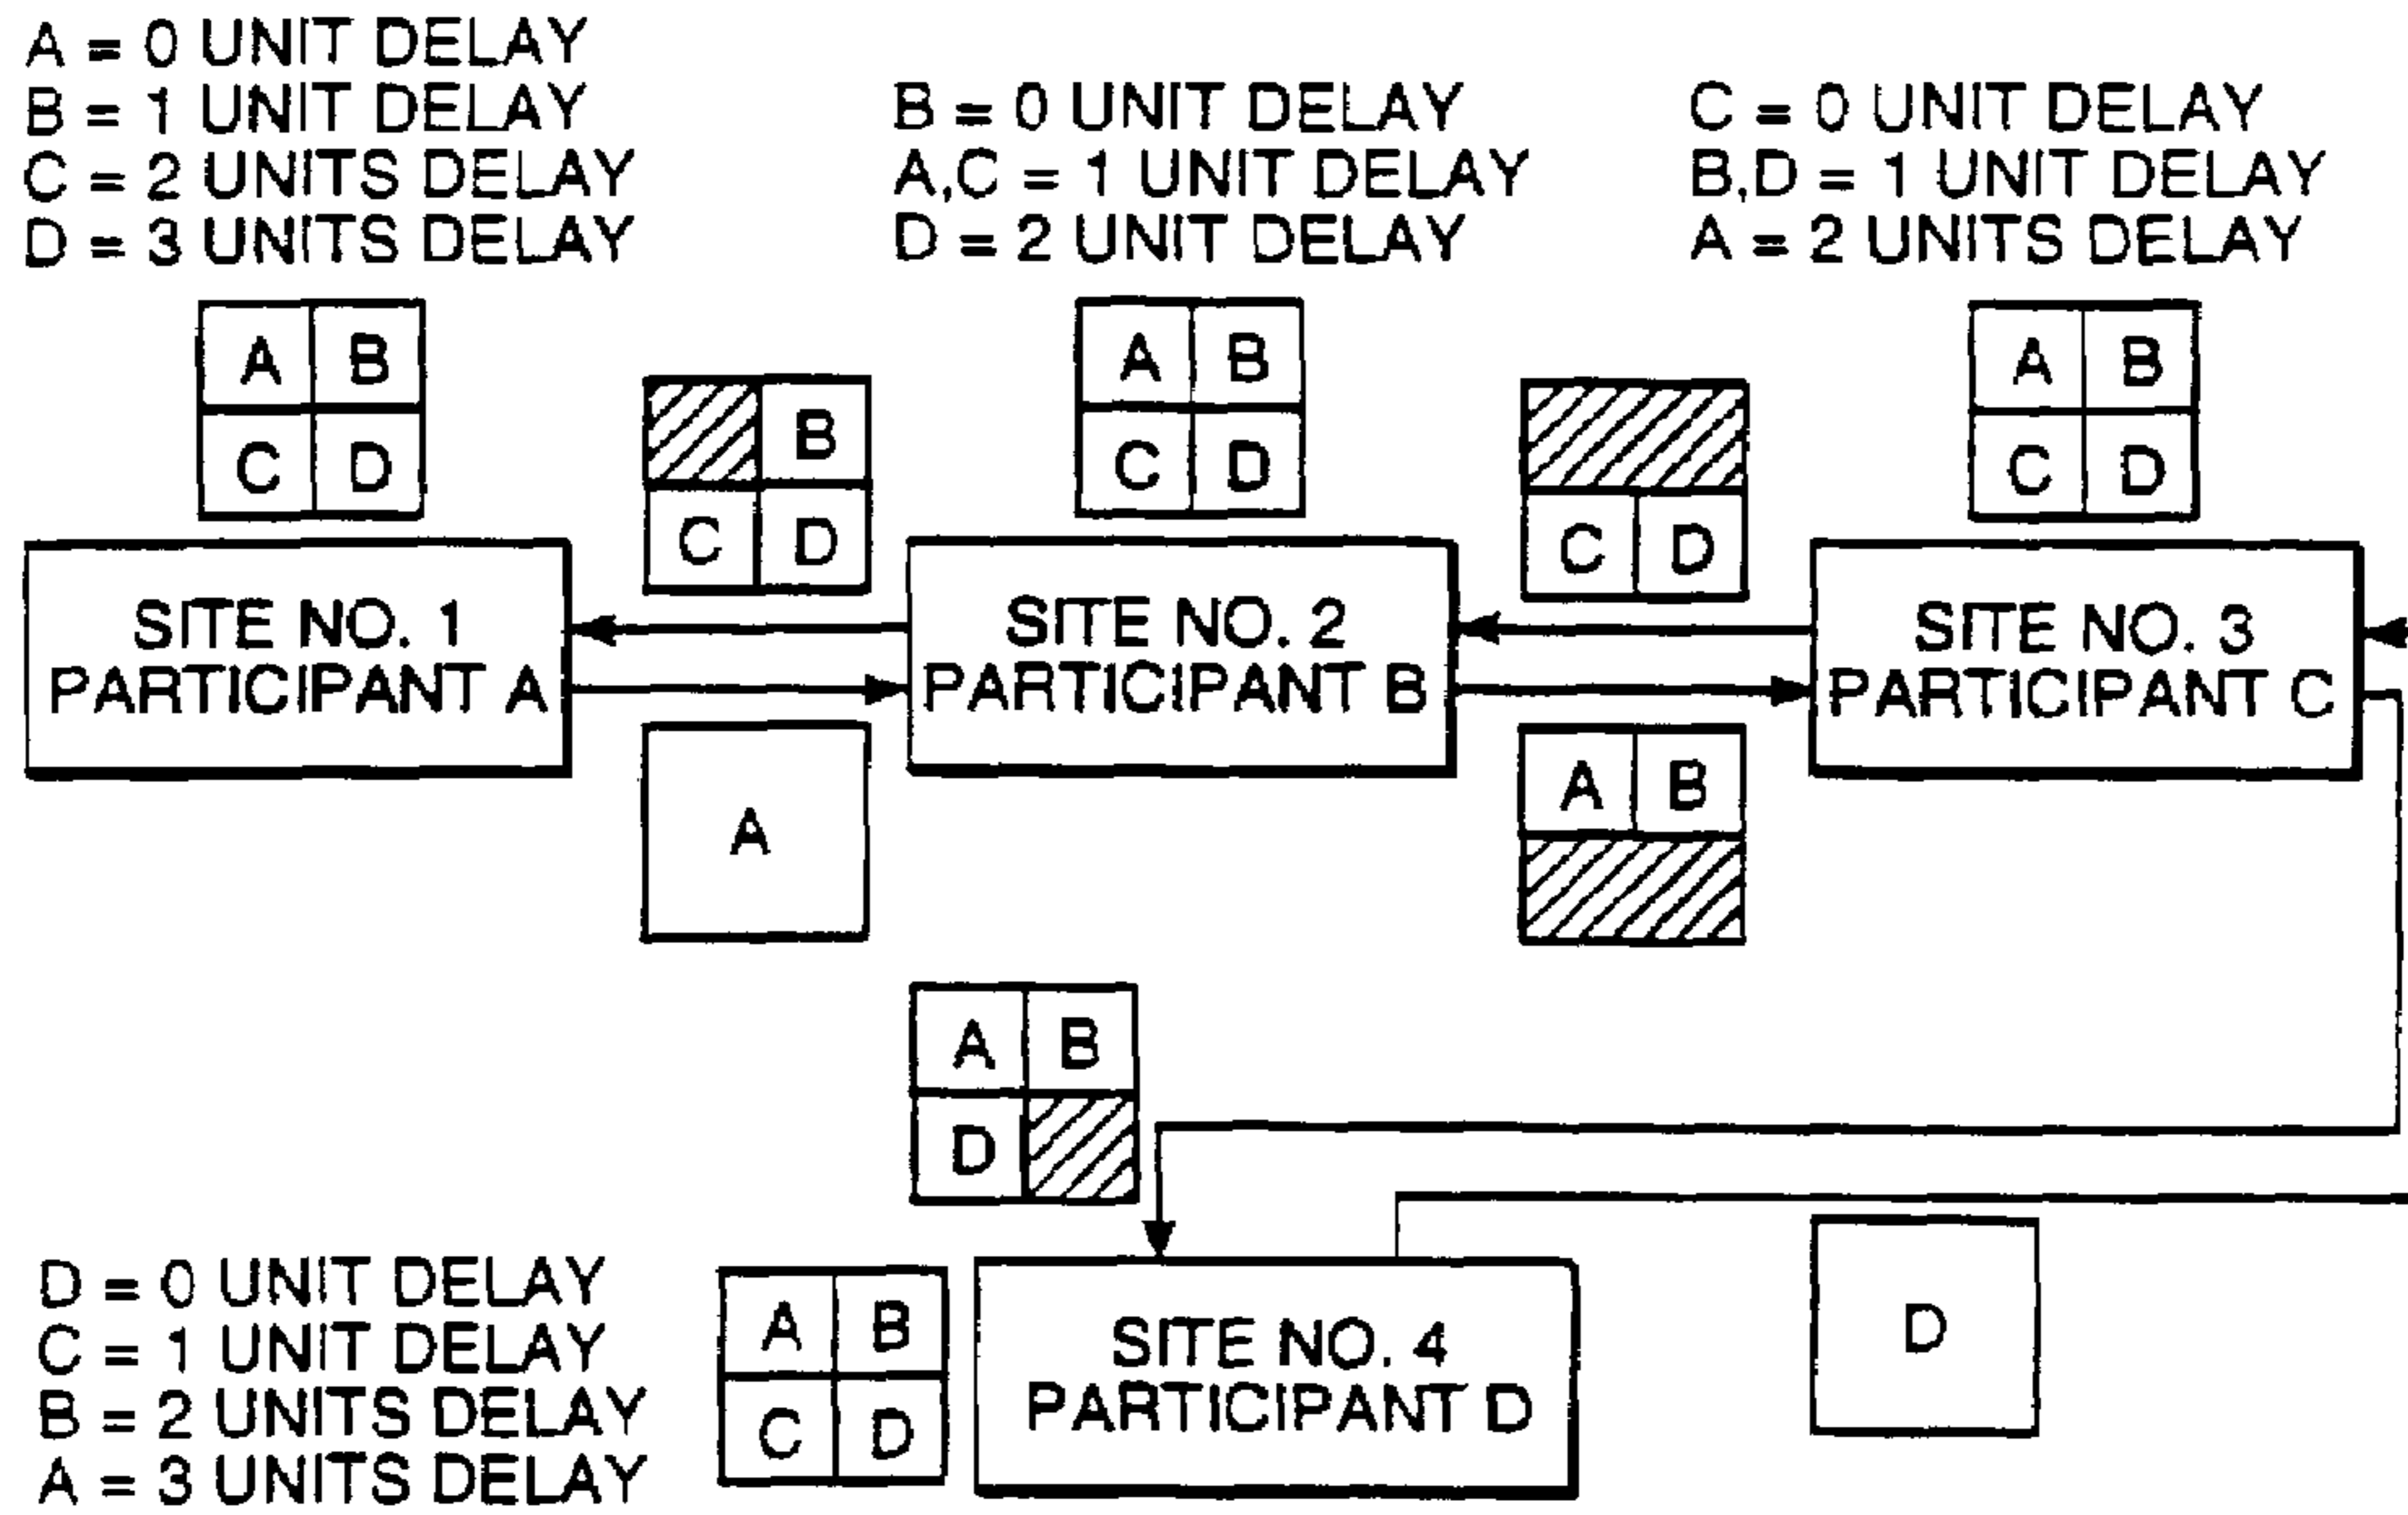 A = 0 UNIT DELAY
B = 1 UNIT DELAY
C = 2 UNITS DELAY
D = 3 UNITS DELAY
B = 0 UNIT DELAY
A,C = 1 UNIT DELAY
D = 2 UNIT DELAY
C = 0 UNIT DELAY
B,D = 1 UNIT DELAY
A = 2 UNITS DELAY
A B
C D
B
C D
A B
C D
C D
A B
C D
SITE NO. 1
PARTICIPANT A
SITE NO. 2
PARTICIPANT B
SITE NO. 3
PARTICIPANT C
A
A B
A B
D
D = 0 UNIT DELAY
C = 1 UNIT DELAY
B = 2 UNITS DELAY
A = 3 UNITS DELAY
A B
C D
SITE NO. 4
PARTICIPANT D
D